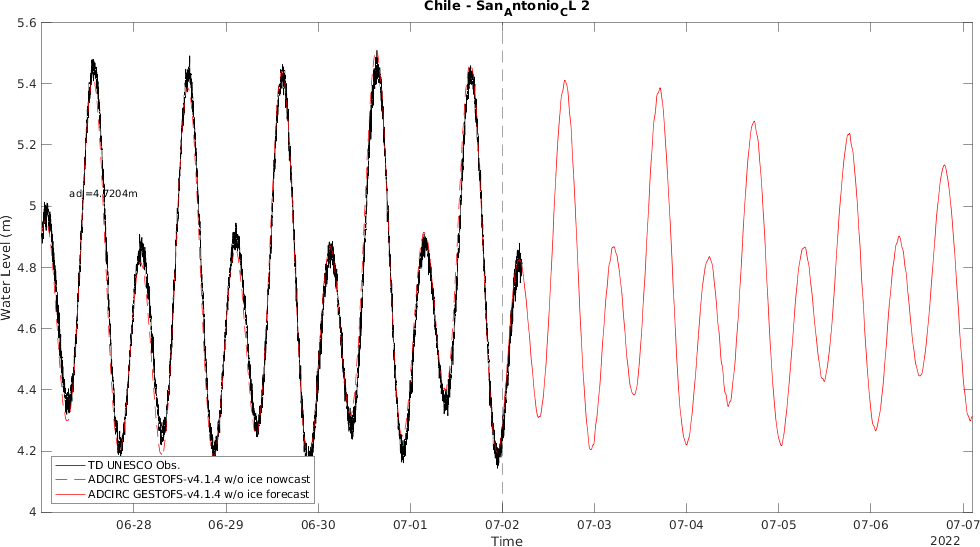 Chile - San_Antonio_CL 2
5.6
5.4
5.2
5
4.8
4.6
4.4
4.2
4
Water Level (m)
adj=4.7204m
TD UNESCO Obs.
ADCIRC GESTOFS-v4.1.4 w/o ice nowcast
ADCIRC GESTOFS-v4.1.4 w/o ice forecast
06-28 06-29 06-30 07-01 07-02 07-03 07-04 07-05 07-06 07-07
Time
2022